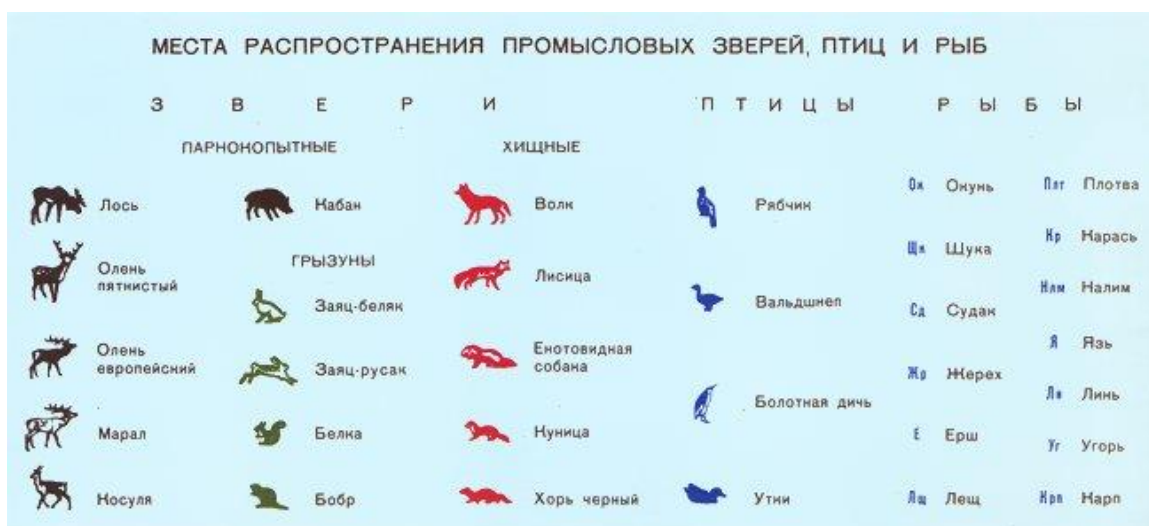 МЕСТА РАСПРОСТРАНЕНИЯ ПРОМЫСЛОВЫХ ЗВЕРЕЙ, ПТИЦ И РЫБ
ЗВЕРИ
ПАРНОКОПЫТНЫЕ
Лось
Олень
пятнистый
Олень
европейский
Марал
Косуля
Кабан
ГРЫЗУНЫ
Заяц-беляк
Заяц-русак
Белка
Бобр
ХИЩНЫЕ
Волк
Лисица
Енотовидная
собака
Куница
Хорь черный
ПТИЦЫ
Рябчик
Вальдшнеп
Болотная дичь
Утки
РЫБЫ
Ок Окунь
Щк Щука
Сд Судак
Жр Жерех
Е Ерш
Лщ Лещ
Плт Плотва
Кр Карась
Нлм Налим
Я Язь
Лн Линь
Уг Угорь
Крп Карп